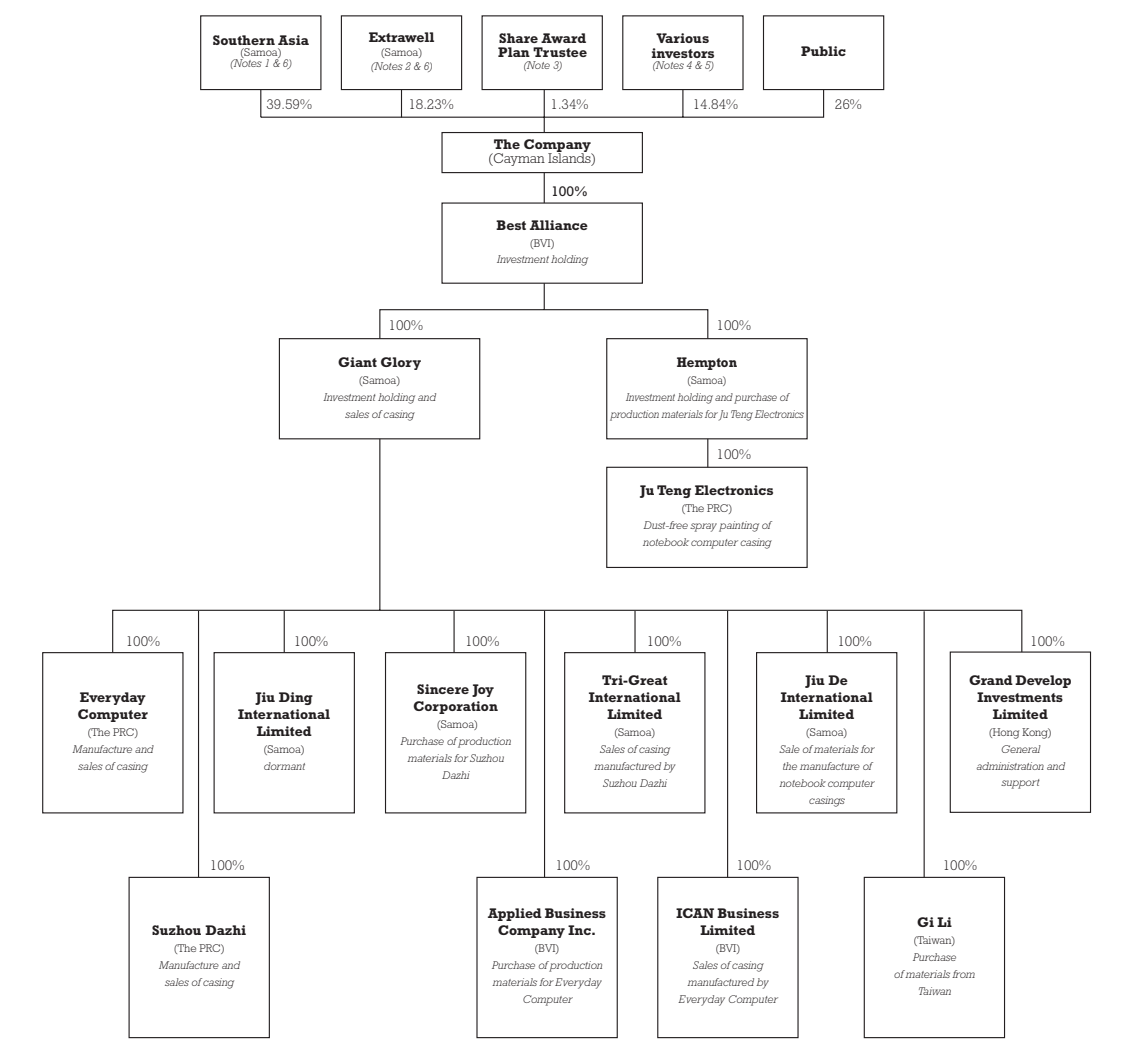 Southern Asia
(Samoa)
(Notes 1 & 6)
Extrawell
(Samoa)
(Notes 2 & 6)
Share Award
Plan Trustee
(Note 3)
Various
investors
(Notes 4 & 5)
Public
39.59%
18.23%
1.34%
14.84%
26%
The Company
(Cayman Islands)
100%
Best Alliance
(BVI)
Investment holding
100%
100%
Giant Glory
(Samoa)
Investment holding and
sales of casing
Hempton
(Samoa)
Investment holding and purchase of
production materials for Ju Teng Electronics
100%
Ju Teng Electronics
(The PRC)
Dust-free spray painting of
notebook computer casing
100%
100%
100%
100%
100%
100%
Everyday
Computer
(The PRC)
Manufacture and
sales of casing
Jiu Ding
International
Limited
(Samoa)
dormant
Sincere Joy
Corporation
(Samoa)
Purchase of production
materials for Suzhou
Dazhi
Tri-Great
International
Limited
(Samoa)
Sales of casing
manufactured by
Suzhou Dazhi
Jiu De
International
Limited
(Samoa)
Sale of materials for
the manufacture of
notebook computer
casings
Grand Develop
Investments
Limited
(Hong Kong)
General
administration and
support
100%
100%
100%
100%
Suzhou Dazhi
(The PRC)
Manufacture and
sales of casing
Applied Business
Company Inc.
(BVI)
Purchase of production
materials for Everyday
Computer
ICAN Business
Limited
(BVI)
Sales of casing
manufactured by
Everyday Computer
Gi Li
(Taiwan)
Purchase
of materials from
Taiwan